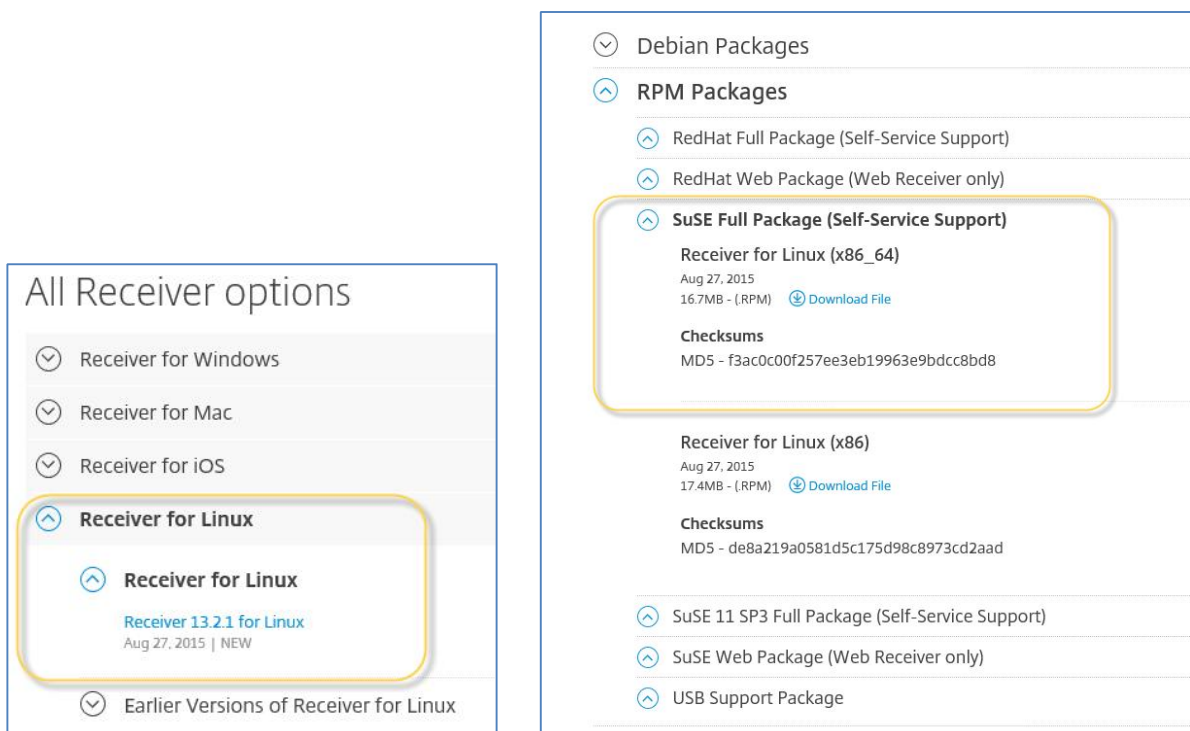 All Receiver options
Receiver for Windows
Receiver for Mac
Receiver for iOS
Receiver for Linux
Receiver for Linux
Receiver 13.2.1 for Linux
Aug 27, 2015 | NEW
Earlier Versions of Receiver for Linux
Debian Packages
RPM Packages
RedHat Full Package (Self-Service Support)
RedHat Web Package (Web Receiver only)
SuSE Full Package (Self-Service Support)
Receiver for Linux (x86_64)
Aug 27, 2015
16.7MB - (.RPM) Download File
Checksums
MD5 - f3ac0c00f257ee3eb19963e9bdcc8bd8
Receiver for Linux (x86)
Aug 27, 2015
17.4MB - (.RPM) Download File
Checksums
MD5 - de8a219a0581d5c175d98c8973cd2aad
SuSE 11 SP3 Full Package (Self-Service Support)
SuSE Web Package (Web Receiver only)
USB Support Package